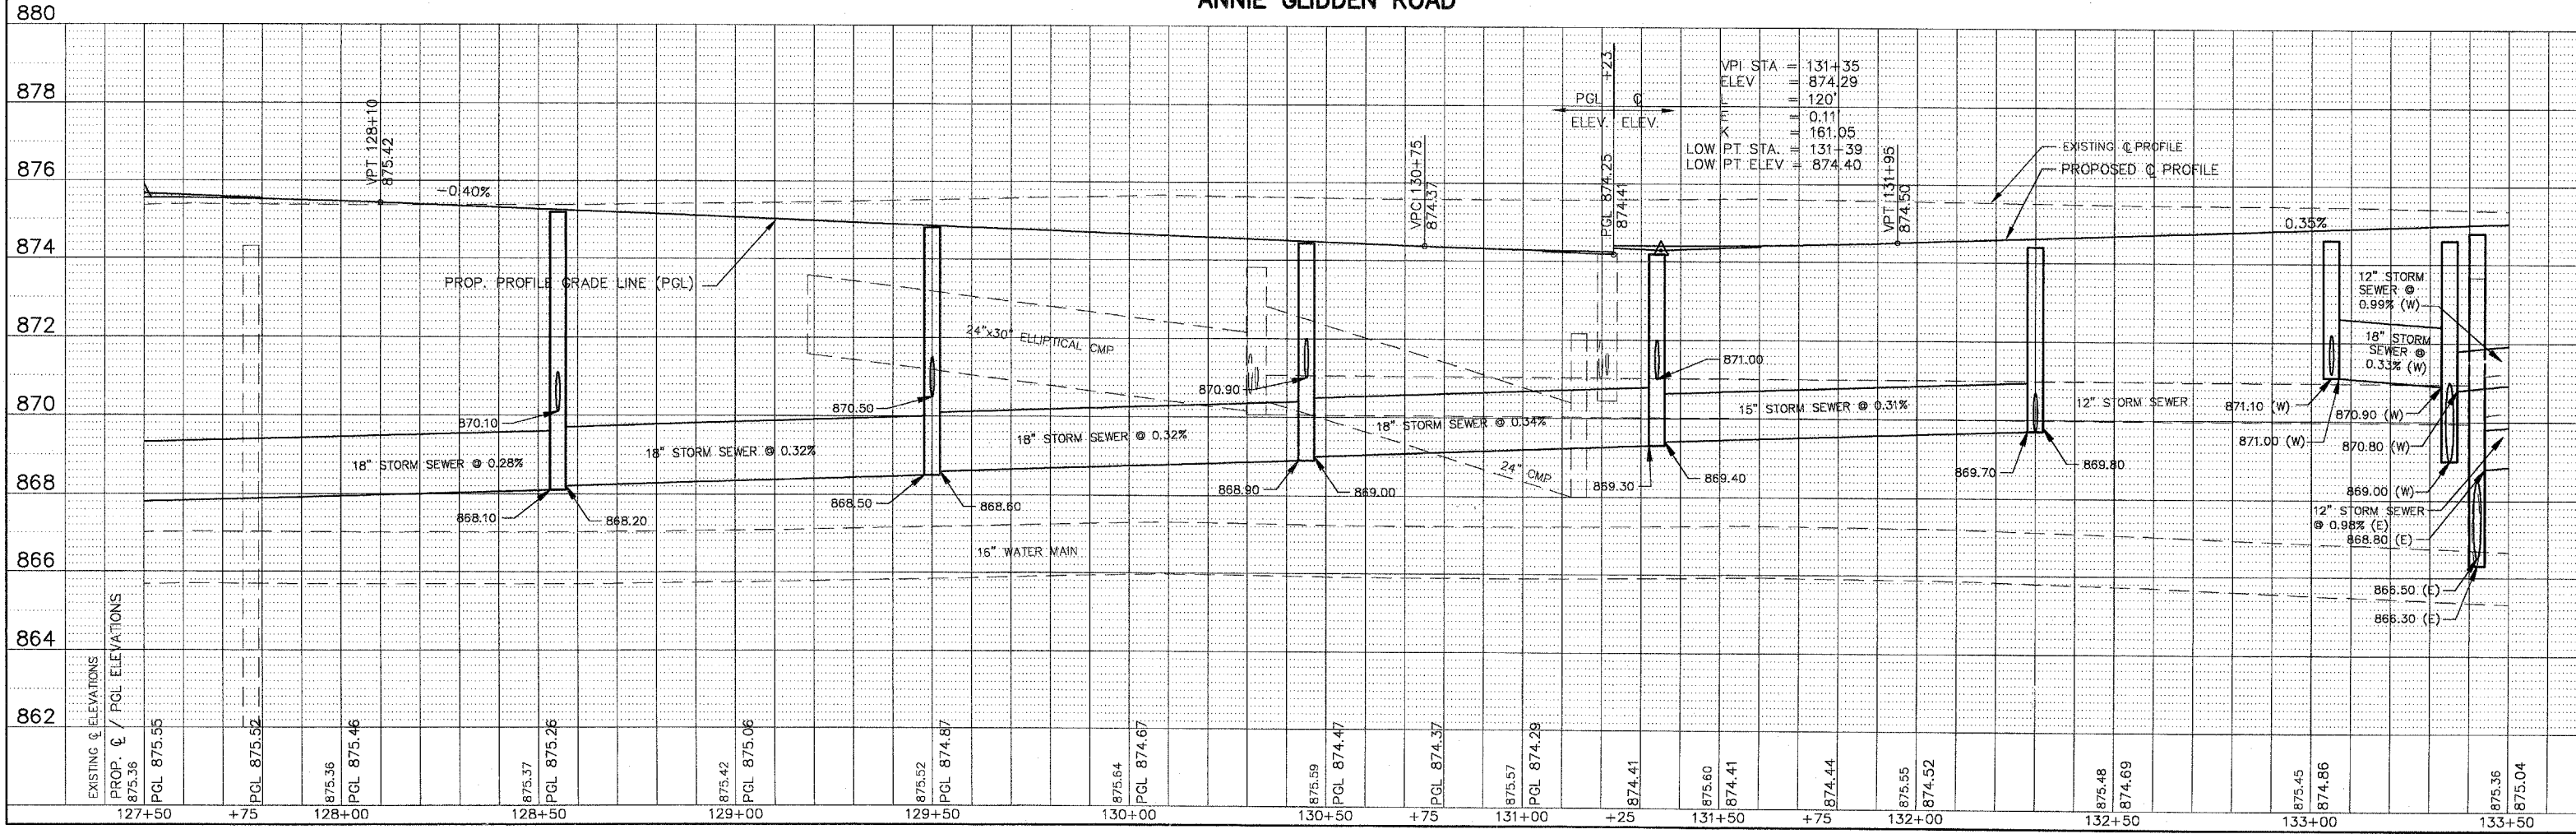 ANNIE GLIDDEN ROAD
880
878
876
874
872
870
868
866
864
862
VPT 128+10
875.42
-0.40%
PROP. PROFILE GRADE LINE (PGL)
24"x30" ELLIPTICAL CMP
VPC 130+75
874.37
+23
PGL ℄
ELEV. ELEV.
PGL 874.25
874.41
VPI STA = 131+35
ELEV = 874.29
L = 120'
E = 0.11'
K = 161.05
LOW PT STA. = 131+39
LOW PT ELEV = 874.40
VPT 131+95
874.50
EXISTING ℄ PROFILE
PROPOSED ℄ PROFILE
0.35%
12" STORM
SEWER @
0.99% (W)
18" STORM
SEWER @
0.33% (W)
870.10
870.50
870.90
871.00
18" STORM SEWER @ 0.28%
18" STORM SEWER @ 0.32%
18" STORM SEWER @ 0.32%
18" STORM SEWER @ 0.34%
15" STORM SEWER @ 0.31%
12" STORM SEWER
24" CMP
868.10
868.20
868.50
868.60
868.90
869.00
869.30
869.40
869.70
869.80
871.10 (W)
871.00 (W)
870.90 (W)
870.80 (W)
869.00 (W)
12" STORM SEWER
@ 0.98% (E)
868.80 (E)
866.50 (E)
866.30 (E)
16" WATER MAIN
EXISTING ℄ ELEVATIONS
PROP. ℄ / PGL ELEVATIONS
875.36
PGL 875.55
PGL 875.52
875.36
PGL 875.46
875.37
PGL 875.26
875.42
PGL 875.06
875.52
PGL 874.87
875.64
PGL 874.67
875.59
PGL 874.47
PGL 874.37
875.57
PGL 874.29
874.41
875.60
874.41
874.44
875.55
874.52
875.48
874.69
875.45
874.86
875.36
875.04
127+50
+75
128+00
128+50
129+00
129+50
130+00
130+50
+75
131+00
+25
131+50
+75
132+00
132+50
133+00
133+50